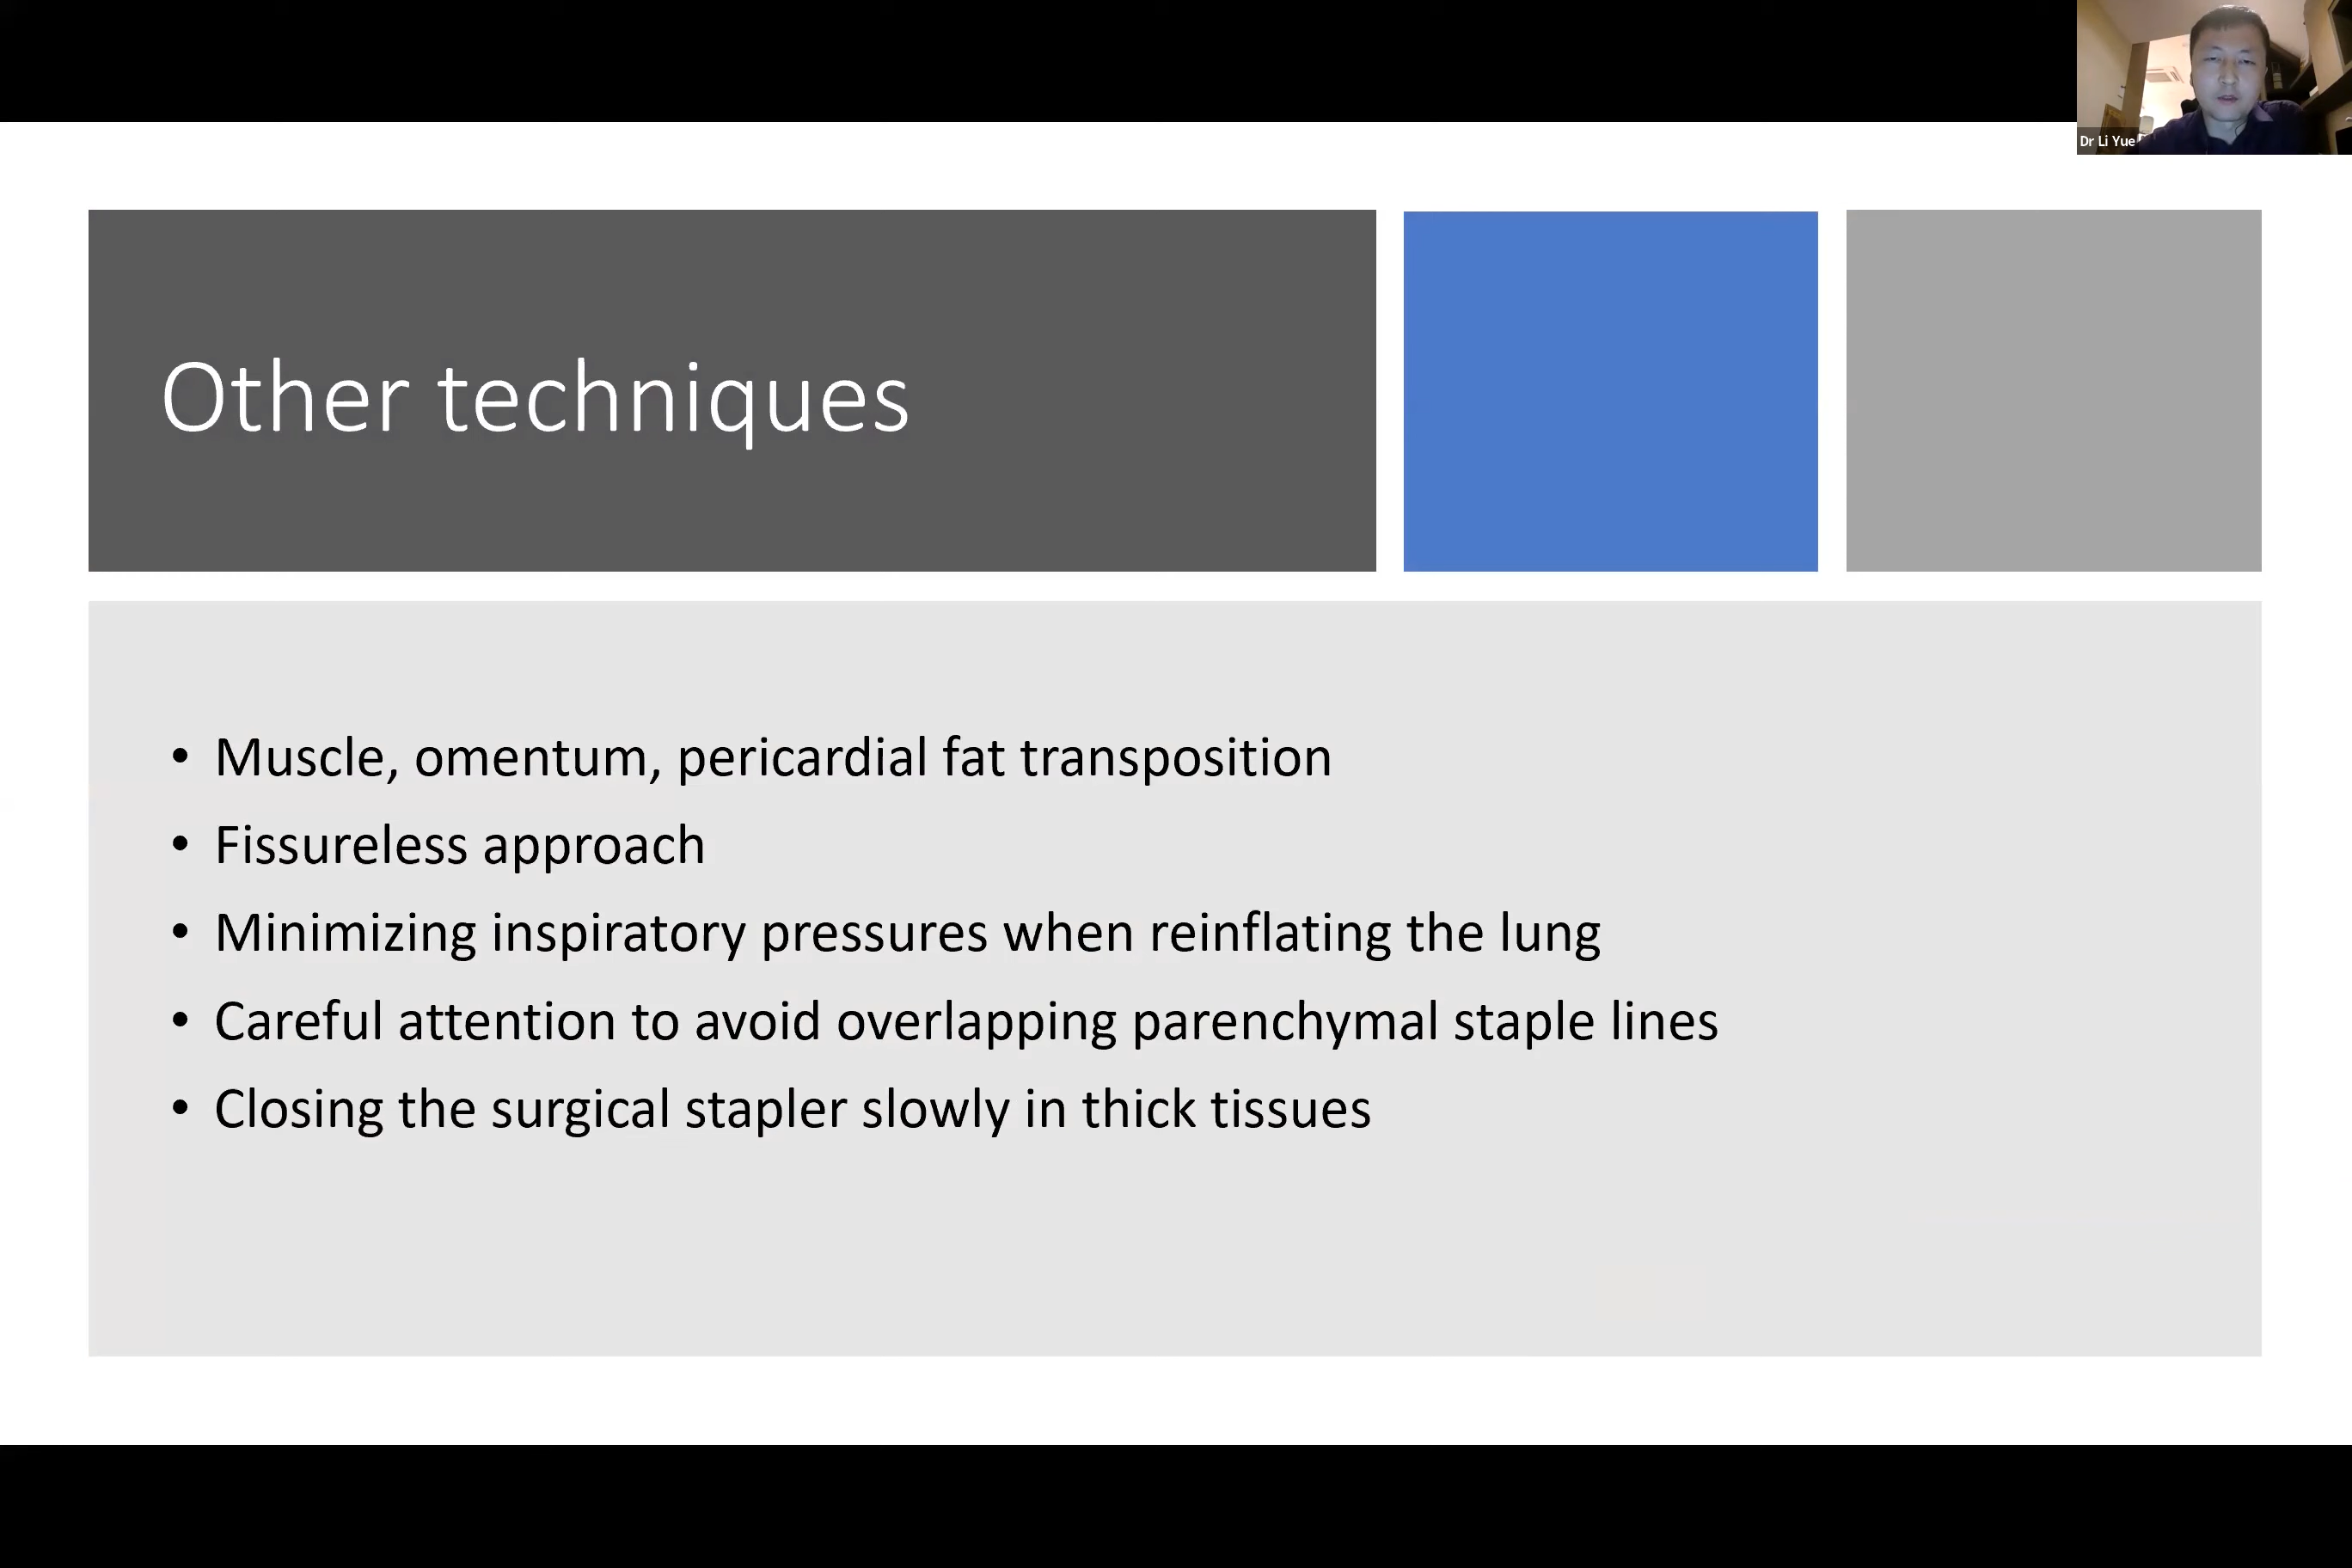 Dr Li Yue
Other techniques
• Muscle, omentum, pericardial fat transposition
• Fissureless approach
• Minimizing inspiratory pressures when reinflating the lung
• Careful attention to avoid overlapping parenchymal staple lines
• Closing the surgical stapler slowly in thick tissues